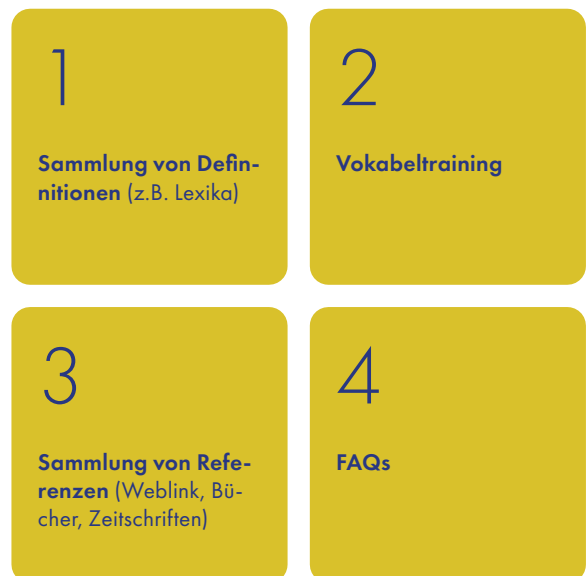 1
Sammlung von Defin-
nitionen (z.B. Lexika)
2
Vokabeltraining
3
Sammlung von Refe-
renzen (Weblink, Bü-
cher, Zeitschriften)
4
FAQs